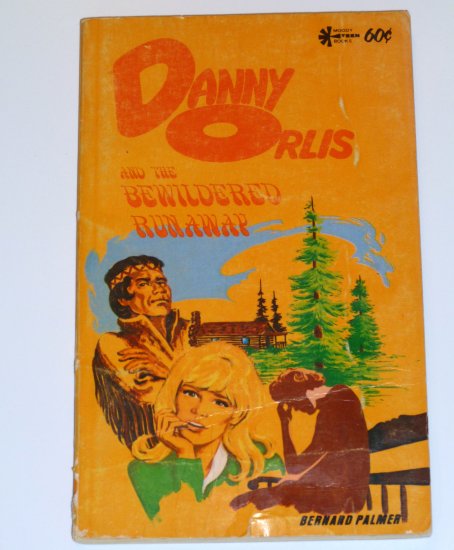 MOODY
TEEN
BOOKS
60¢
DANNY
ORLIS
AND THE
BEWILDERED
RUNAWAY
BERNARD PALMER